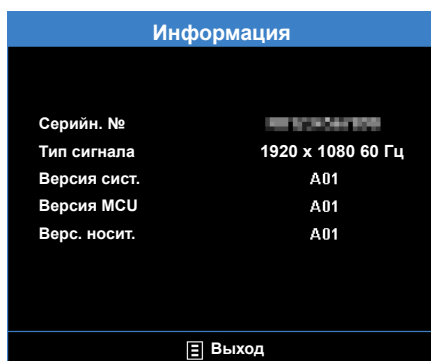 Информация
Серийн. №
Тип сигнала 1920 x 1080 60 Гц
Версия сист. A01
Версия MCU A01
Верс. носит. A01
Выход